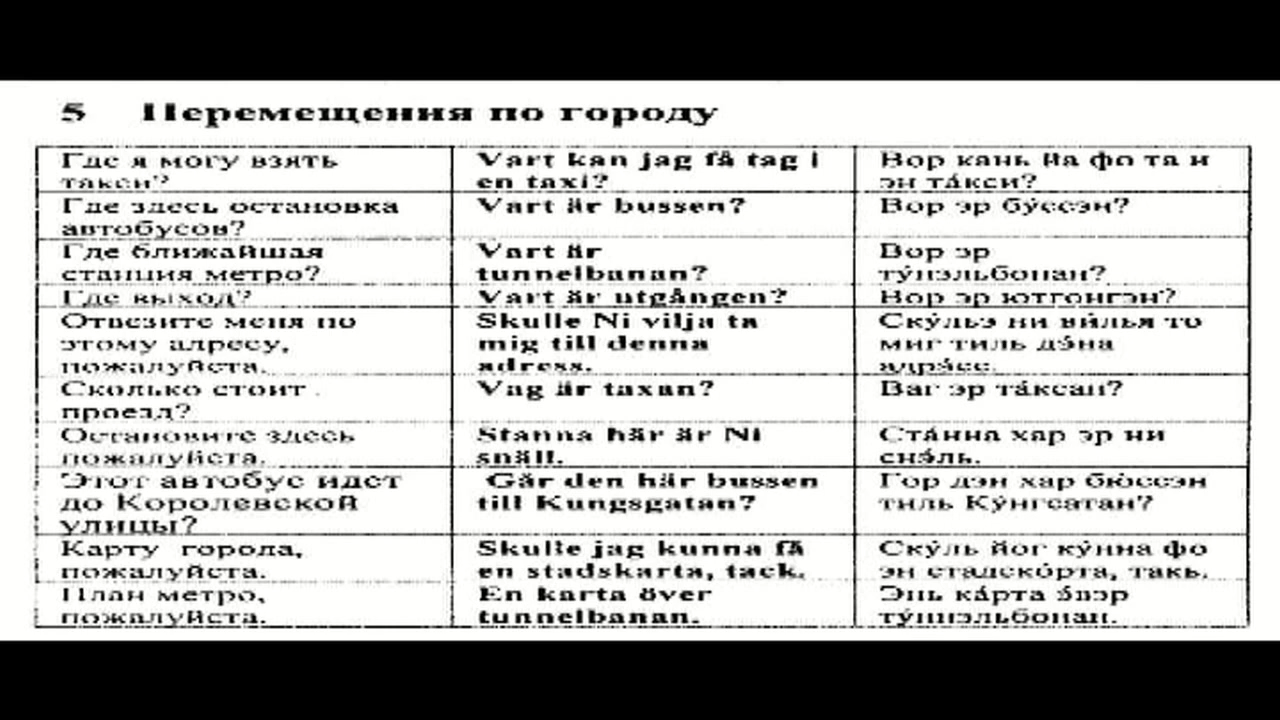 5 Перемещения по городу
Где я могу взять
такси?
Vart kan jag få tag i
en taxi?
Вор кань йа фо та и
эн та́кси?
Где здесь остановка
автобусов?
Vart är bussen?
Вор эр бу́ссэн?
Где ближайшая
станция метро?
Vart är
tunnelbanan?
Вор эр
ту́нэльбонан?
Где выход?
Vart är utgången?
Вор эр ютгонгэн?
Отвезите меня по
этому адресу,
пожалуйста.
Skulle Ni vilja ta
mig till denna
adress.
Ску́льэ ни ви́лья то
миг тиль дэ́на
адрэ́сс.
Сколько стоит
проезд?
Vag är taxan?
Ваг эр та́ксан?
Остановите здесь
пожалуйста.
Stanna här är Ni
snäll.
Ста́нна хар эр ни
снэ́ль.
Этот автобус идет
до Королевской
улицы?
Går den här bussen
till Kungsgatan?
Гор дэн хар бю́ссэн
тиль Ку́нгсатан?
Карту города,
пожалуйста.
Skulle jag kunna få
en stadskarta, tack.
Ску́ль йог ку́нна фо
эн стадско́рта, такь.
План метро,
пожалуйста.
En karta över
tunnelbanan.
Энь ка́рта э́вэр
ту́ннэльбонан.